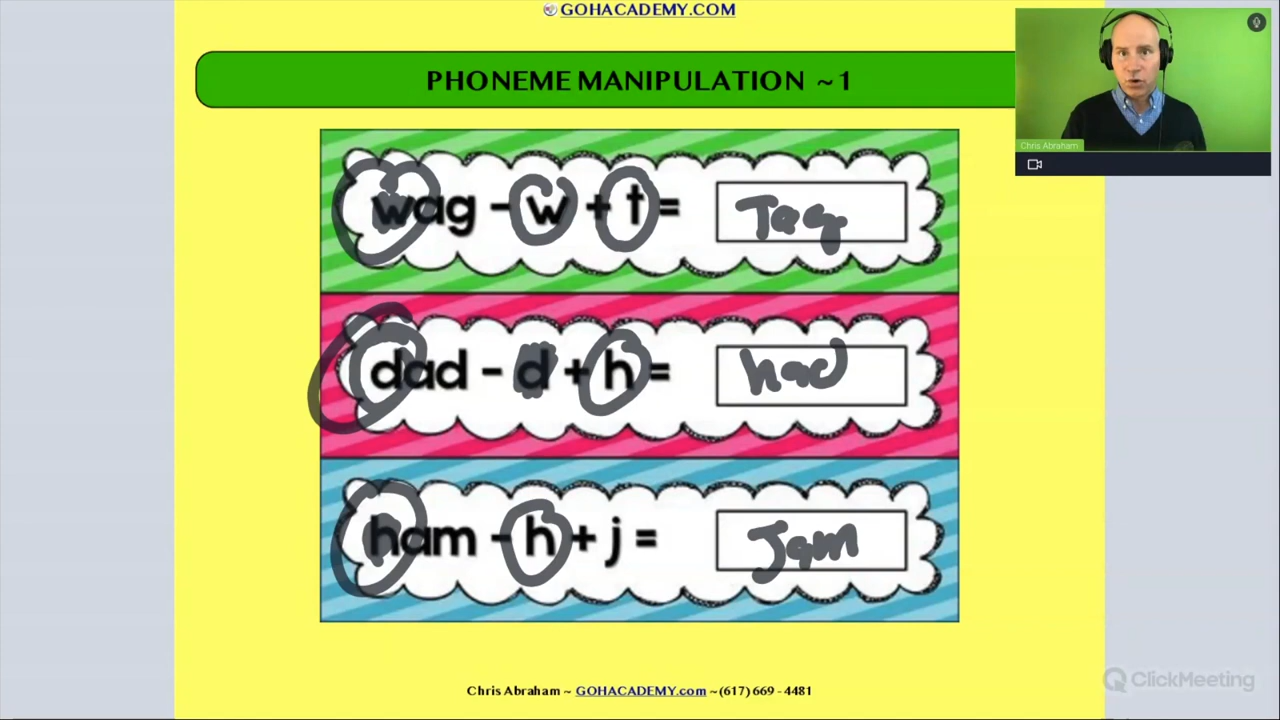 GOHACADEMY.COM
PHONEME MANIPULATION ~ 1
Chris Abraham
wag - w + t = Tag
dad - d + h = had
ham - h + j = Jam
Chris Abraham ~ GOHACADEMY.com ~(617) 669 - 4481
ClickMeeting